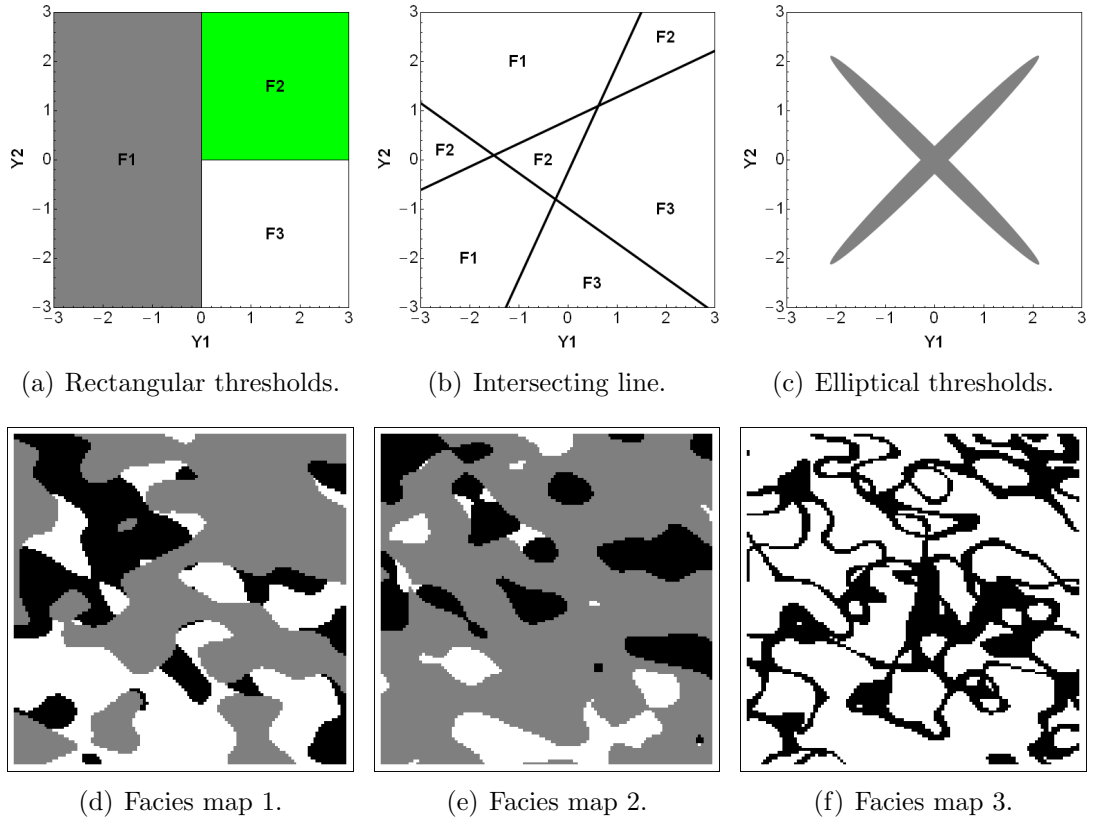 3
2
1
0
−1
−2
−3
−3 −2 −1 0 1 2 3
Y2
Y1
F1
F2
F3
(a) Rectangular thresholds.
3
2
1
0
−1
−2
−3
−3 −2 −1 0 1 2 3
Y2
Y1
F1
F2
F2
F2
F3
F1
F3
(b) Intersecting line.
3
2
1
0
−1
−2
−3
−3 −2 −1 0 1 2 3
Y2
Y1
(c) Elliptical thresholds.
(d) Facies map 1.
(e) Facies map 2.
(f) Facies map 3.